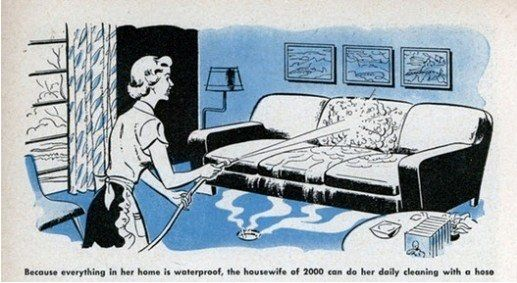 Because everything in her home is waterproof, the housewife of 2000 can do her daily cleaning with a hose